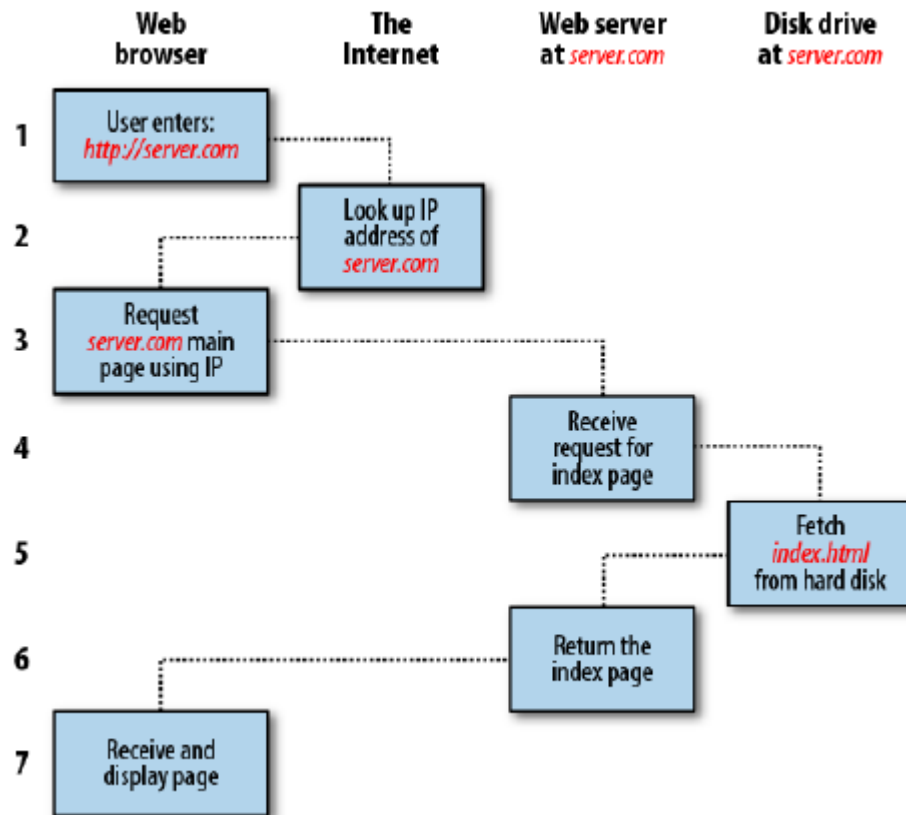 Web
browser
The
Internet
Web server
at server.com
Disk drive
at server.com
1
User enters:
http://server.com
2
Look up IP
address of
server.com
3
Request
server.com main
page using IP
4
Receive
request for
index page
5
Fetch
index.html
from hard disk
6
Return the
index page
7
Receive and
display page